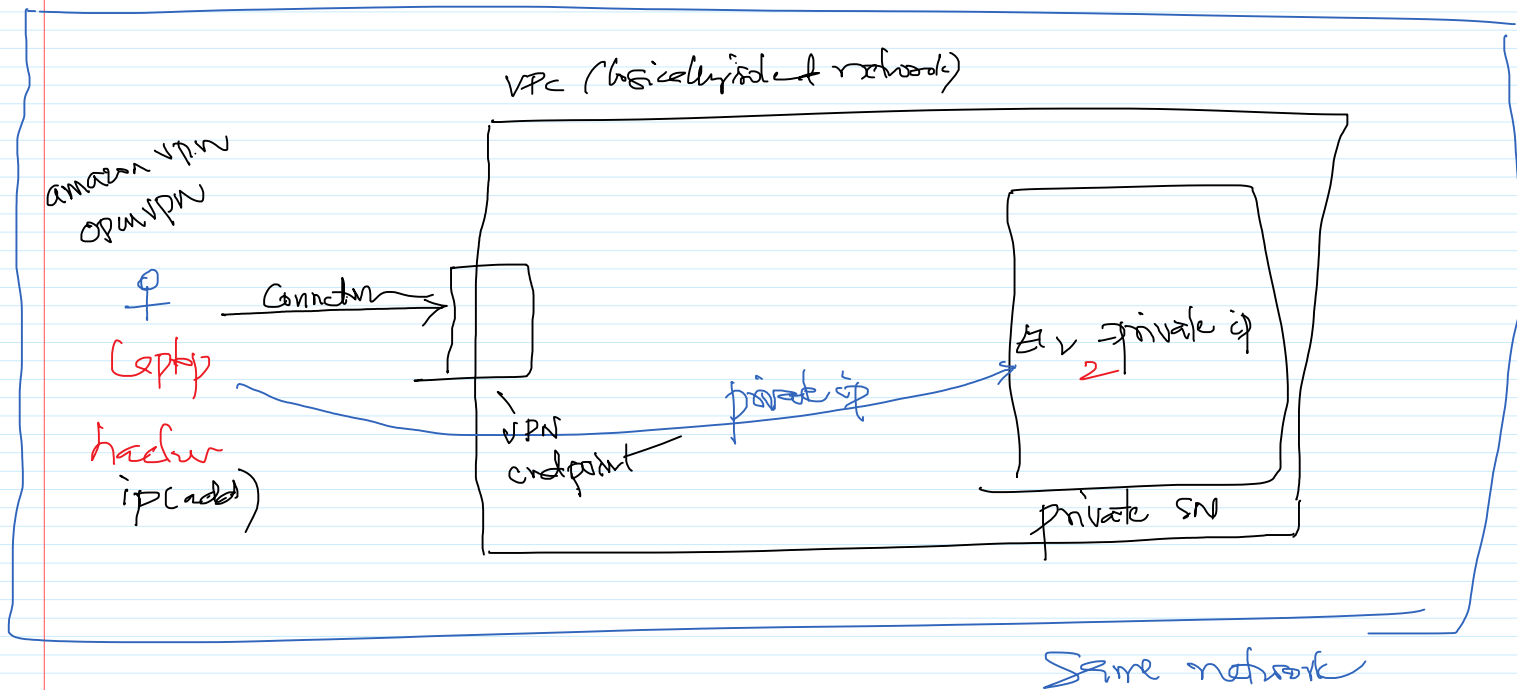 VPC (logically isolated network)
amazon vpn
openvpn
Connection
Laptop
private ip
hacker
ip(add)
VPN
endpoint
=private ip
2
private SN
Same network